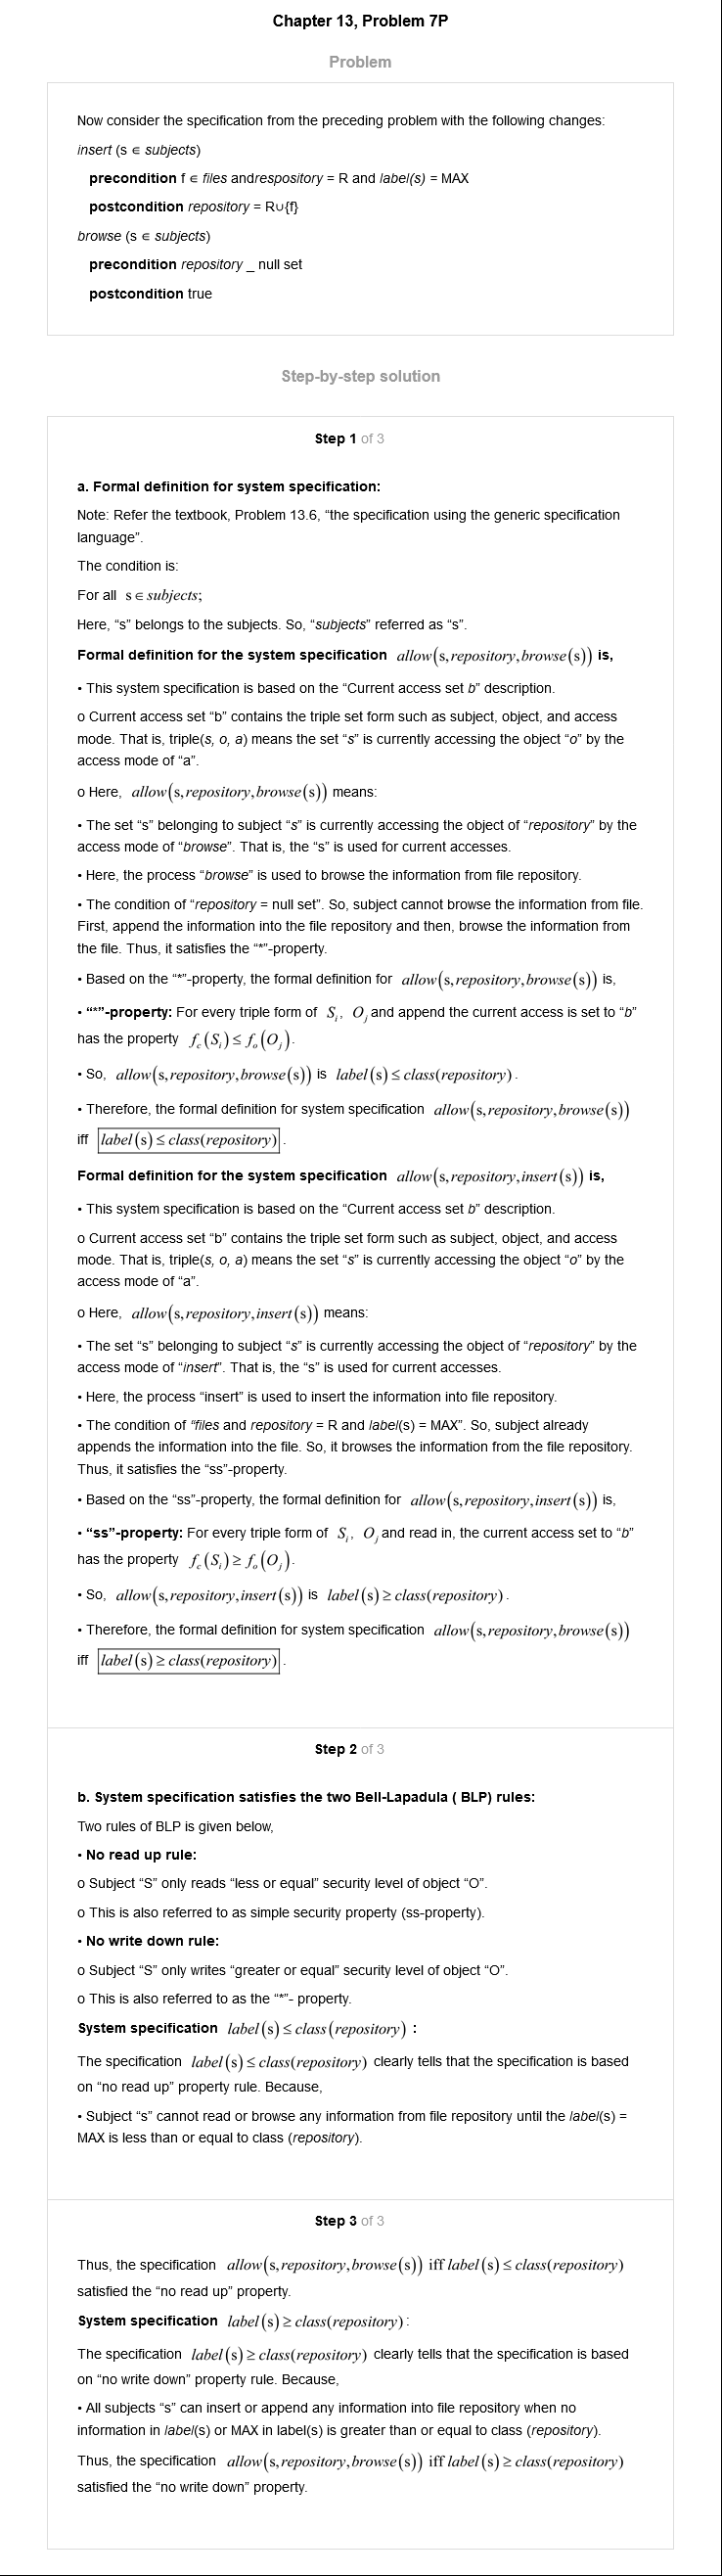 Chapter 13, Problem 7P
Problem
Now consider the specification from the preceding problem with the following changes:
insert (s ∈ subjects)
precondition f ∈ files andrespository = R and label(s) = MAX
postcondition repository = R∪{f}
browse (s ∈ subjects)
precondition repository _ null set
postcondition true
Step-by-step solution
Step 1 of 3
a. Formal definition for system specification:
Note: Refer the textbook, Problem 13.6, “the specification using the generic specification
language”.
The condition is:
For all s ∈ subjects;
Here, “s” belongs to the subjects. So, “subjects” referred as “s”.
Formal definition for the system specification allow(s, repository, browse(s)) is,
• This system specification is based on the “Current access set b” description.
o Current access set “b” contains the triple set form such as subject, object, and access
mode. That is, triple(s, o, a) means the set “s” is currently accessing the object “o” by the
access mode of “a”.
o Here, allow(s, repository, browse(s)) means:
• The set “s” belonging to subject “s” is currently accessing the object of “repository” by the
access mode of “browse”. That is, the “s” is used for current accesses.
• Here, the process “browse” is used to browse the information from file repository.
• The condition of “repository = null set”. So, subject cannot browse the information from file.
First, append the information into the file repository and then, browse the information from
the file. Thus, it satisfies the “*”-property.
• Based on the “*”-property, the formal definition for allow(s, repository, browse(s)) is,
• “*”-property: For every triple form of S_i, O_j and append the current access is set to “b”
has the property f_c(S_i) ≤ f_o(O_j).
• So, allow(s, repository, browse(s)) is label(s) ≤ class(repository).
• Therefore, the formal definition for system specification allow(s, repository, browse(s))
iff label(s) ≤ class(repository).
Formal definition for the system specification allow(s, repository, insert(s)) is,
• This system specification is based on the “Current access set b” description.
o Current access set “b” contains the triple set form such as subject, object, and access
mode. That is, triple(s, o, a) means the set “s” is currently accessing the object “o” by the
access mode of “a”.
o Here, allow(s, repository, insert(s)) means:
• The set “s” belonging to subject “s” is currently accessing the object of “repository” by the
access mode of “insert”. That is, the “s” is used for current accesses.
• Here, the process “insert” is used to insert the information into file repository.
• The condition of “files and repository = R and label(s) = MAX”. So, subject already
appends the information into the file. So, it browses the information from the file repository.
Thus, it satisfies the “ss”-property.
• Based on the “ss”-property, the formal definition for allow(s, repository, insert(s)) is,
• “ss”-property: For every triple form of S_i, O_j and read in, the current access set to “b”
has the property f_c(S_i) ≥ f_o(O_j).
• So, allow(s, repository, insert(s)) is label(s) ≥ class(repository).
• Therefore, the formal definition for system specification allow(s, repository, browse(s))
iff label(s) ≥ class(repository).
Step 2 of 3
b. System specification satisfies the two Bell-Lapadula ( BLP) rules:
Two rules of BLP is given below,
• No read up rule:
o Subject “S” only reads “less or equal” security level of object “O”.
o This is also referred to as simple security property (ss-property).
• No write down rule:
o Subject “S” only writes “greater or equal” security level of object “O”.
o This is also referred to as the “*”- property.
System specification label(s) ≤ class(repository) :
The specification label(s) ≤ class(repository) clearly tells that the specification is based
on “no read up” property rule. Because,
• Subject “s” cannot read or browse any information from file repository until the label(s) =
MAX is less than or equal to class (repository).
Step 3 of 3
Thus, the specification allow(s, repository, browse(s)) iff label(s) ≤ class(repository)
satisfied the “no read up” property.
System specification label(s) ≥ class(repository) :
The specification label(s) ≥ class(repository) clearly tells that the specification is based
on “no write down” property rule. Because,
• All subjects “s” can insert or append any information into file repository when no
information in label(s) or MAX in label(s) is greater than or equal to class (repository).
Thus, the specification allow(s, repository, browse(s)) iff label(s) ≥ class(repository)
satisfied the “no write down” property.